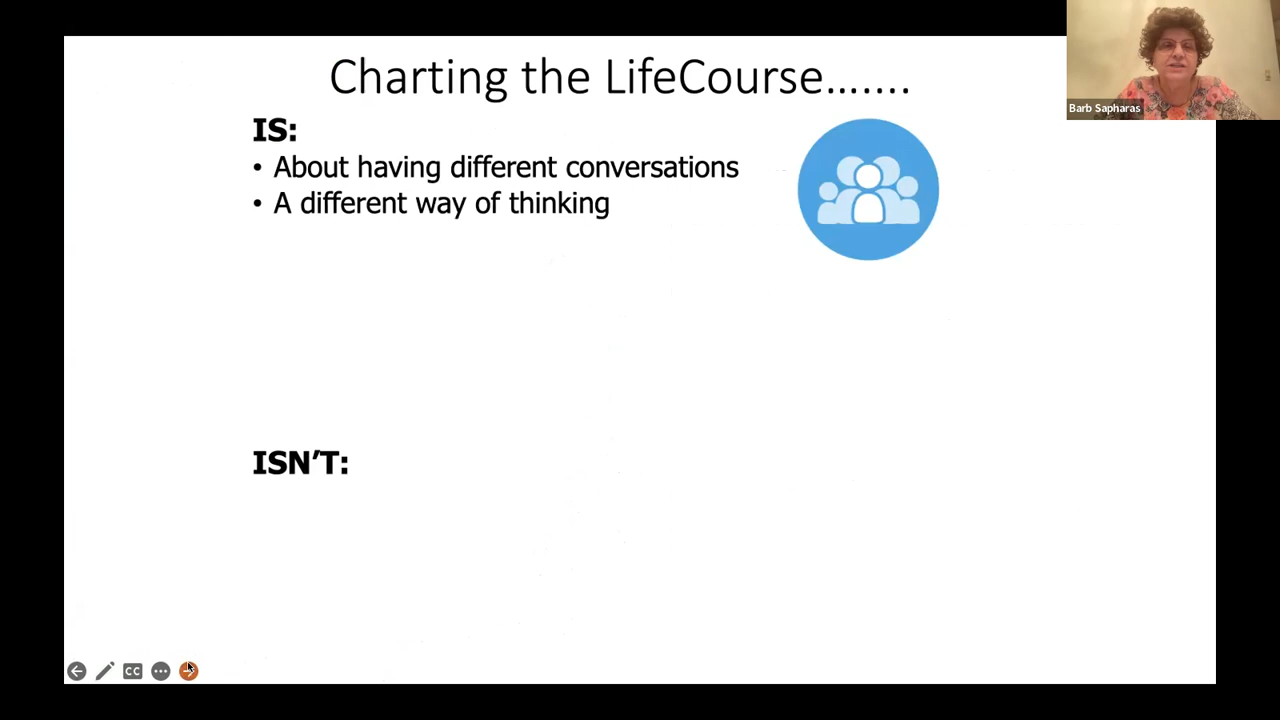 Charting the LifeCourse…....
Barb Sapharas
IS:
• About having different conversations
• A different way of thinking
ISN’T:
CC